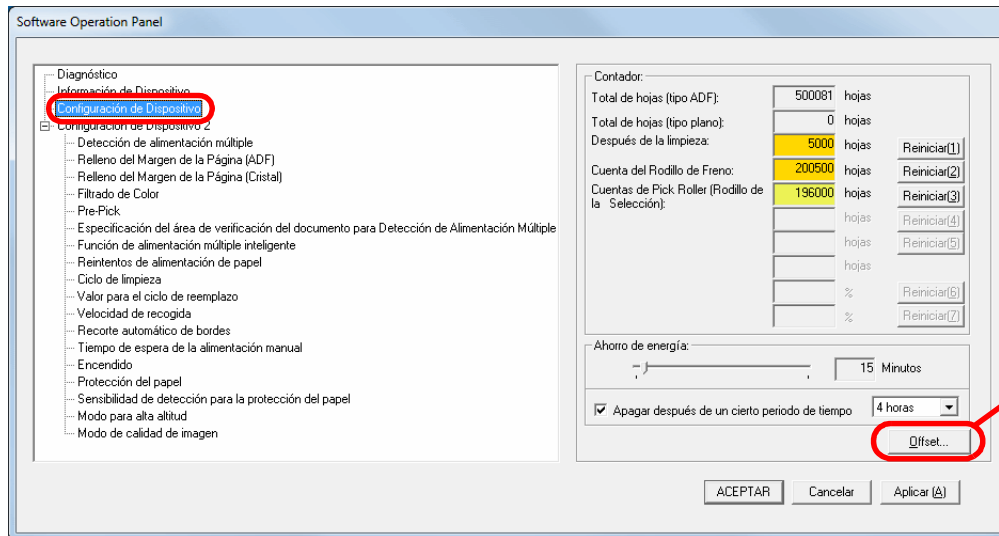 Software Operation Panel
Diagnóstico
Información de Dispositivo
Configuración de Dispositivo
Configuración de Dispositivo 2
Detección de alimentación múltiple
Relleno del Margen de la Página (ADF)
Relleno del Margen de la Página (Cristal)
Filtrado de Color
Pre-Pick
Especificación del área de verificación del documento para Detección de Alimentación Múltiple
Función de alimentación múltiple inteligente
Reintentos de alimentación de papel
Ciclo de limpieza
Valor para el ciclo de reemplazo
Velocidad de recogida
Recorte automático de bordes
Tiempo de espera de la alimentación manual
Encendido
Protección del papel
Sensibilidad de detección para la protección del papel
Modo para alta altitud
Modo de calidad de imagen
Contador:
Total de hojas (tipo ADF): 500081 hojas
Total de hojas (tipo plano): 0 hojas
Después de la limpieza: 5000 hojas Reiniciar(1)
Cuenta del Rodillo de Freno: 200500 hojas Reiniciar(2)
Cuentas de Pick Roller (Rodillo de 196000 hojas Reiniciar(3)
la Selección):
hojas Reiniciar(4)
hojas Reiniciar(5)
hojas
% Reiniciar(6)
% Reiniciar(7)
Ahorro de energía:
15 Minutos
Apagar después de un cierto periodo de tiempo 4 horas
Offset...
ACEPTAR Cancelar Aplicar (A)